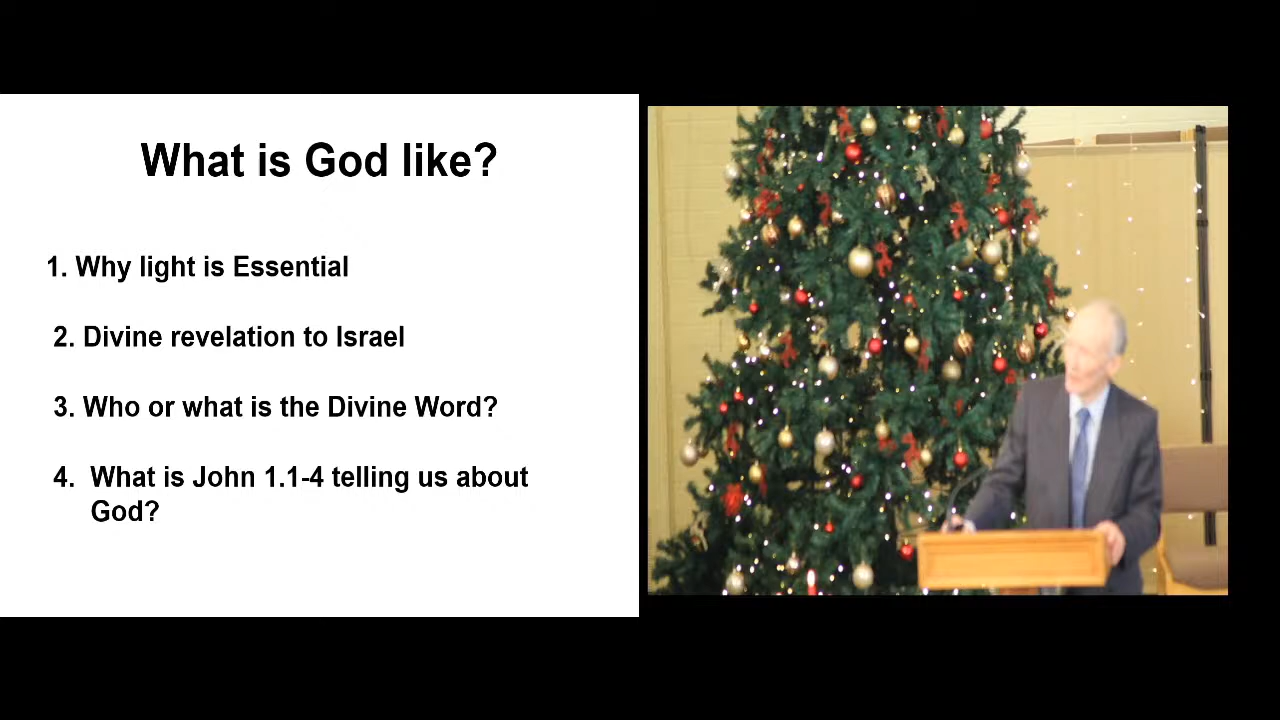 What is God like?
1. Why light is Essential
2. Divine revelation to Israel
3. Who or what is the Divine Word?
4. What is John 1.1-4 telling us about
God?